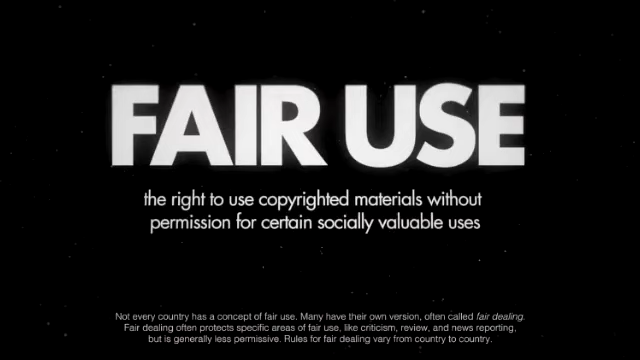 FAIR USE
the right to use copyrighted materials without
permission for certain socially valuable uses
Not every country has a concept of fair use. Many have their own version, often called fair dealing.
Fair dealing often protects specific areas of fair use, like criticism, review, and news reporting,
but is generally less permissive. Rules for fair dealing vary from country to country.